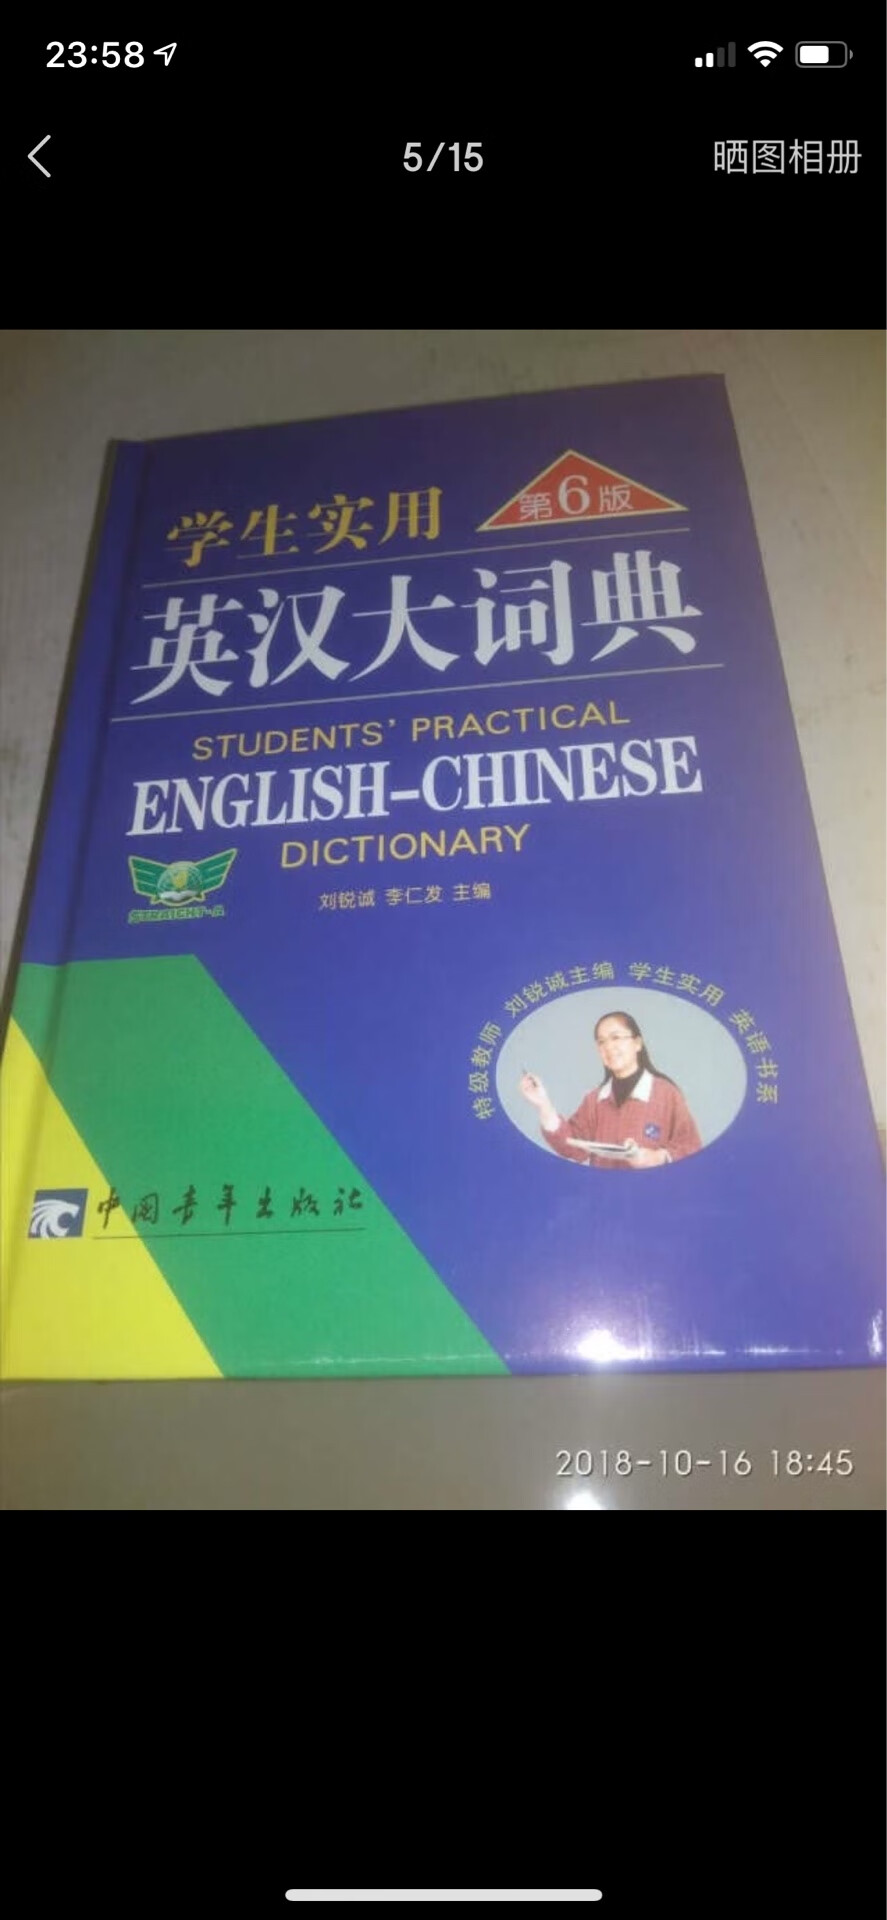 23:58
5/15
晒图相册
学生实用
第6版
英汉大词典
STUDENTS' PRACTICAL
ENGLISH-CHINESE
DICTIONARY
STRAIGHT-A
刘锐诚 李仁发 主编
特级教师 刘锐诚主编 学生实用 英语书系
中国青年出版社
2018-10-16 18:45